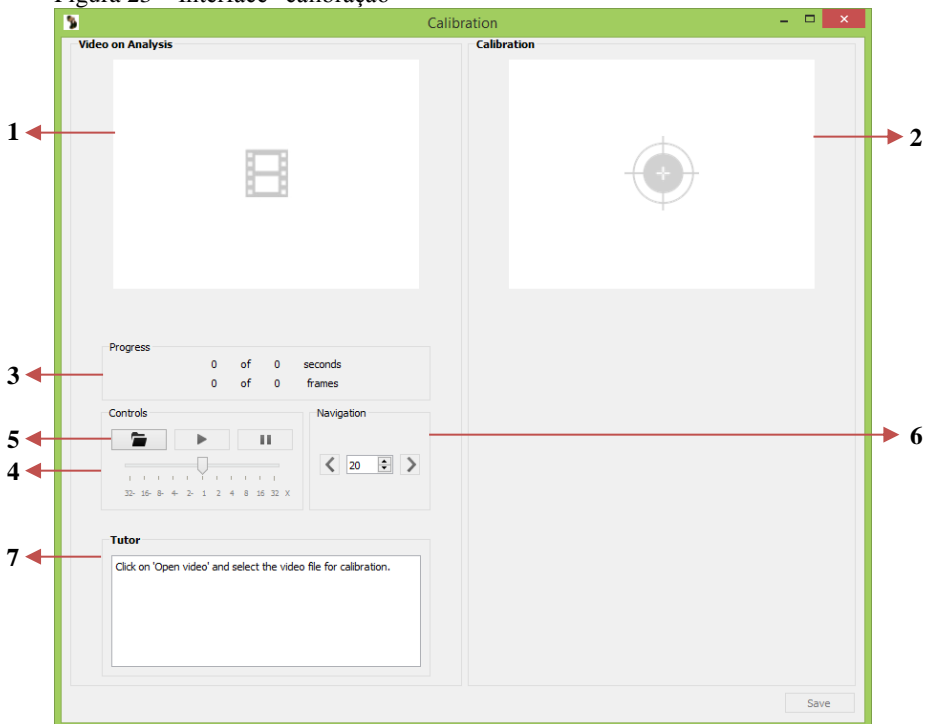 Figura 23 – Interface "calibração"
Calibration
Video on Analysis
Calibration
1
2
Progress
0 of 0 seconds
3
0 of 0 frames
Controls
Navigation
5
6
4
20
32- 16- 8- 4- 2- 1 2 4 8 16 32 X
Tutor
7
Click on 'Open video' and select the video file for calibration.
Save